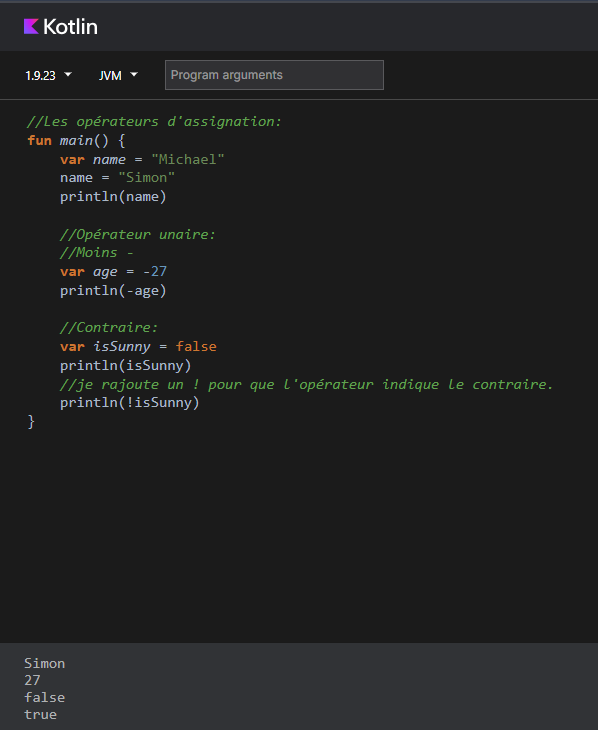 Kotlin
1.9.23 JVM Program arguments
//Les opérateurs d'assignation:
fun main() {
    var name = "Michael"
    name = "Simon"
    println(name)

    //Opérateur unaire:
    //Moins -
    var age = -27
    println(-age)

    //Contraire:
    var isSunny = false
    println(isSunny)
    //je rajoute un ! pour que l'opérateur indique le contraire.
    println(!isSunny)
}
Simon
27
false
true